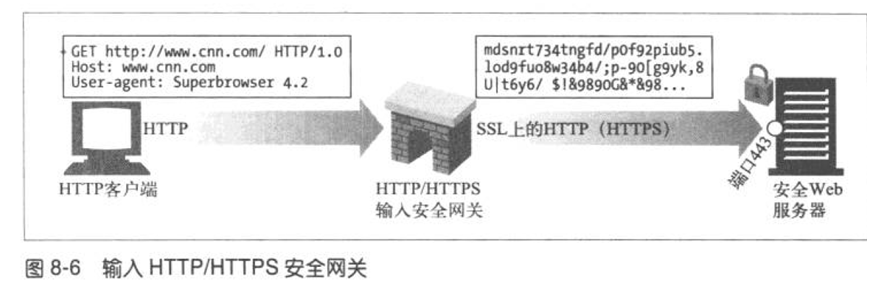 GET http://www.cnn.com/ HTTP/1.0
Host: www.cnn.com
User-agent: Superbrowser 4.2
mdsnrt734tngfd/pOf92piub5.
lod9fuo8w34b4/;p-90[g9yk,8
U|t6y6/ $!&9890G&*&98...
HTTP
SSL上的HTTP（HTTPS）
端口443
HTTP客户端
HTTP/HTTPS
输入安全网关
安全Web
服务器
图 8-6 输入 HTTP/HTTPS 安全网关